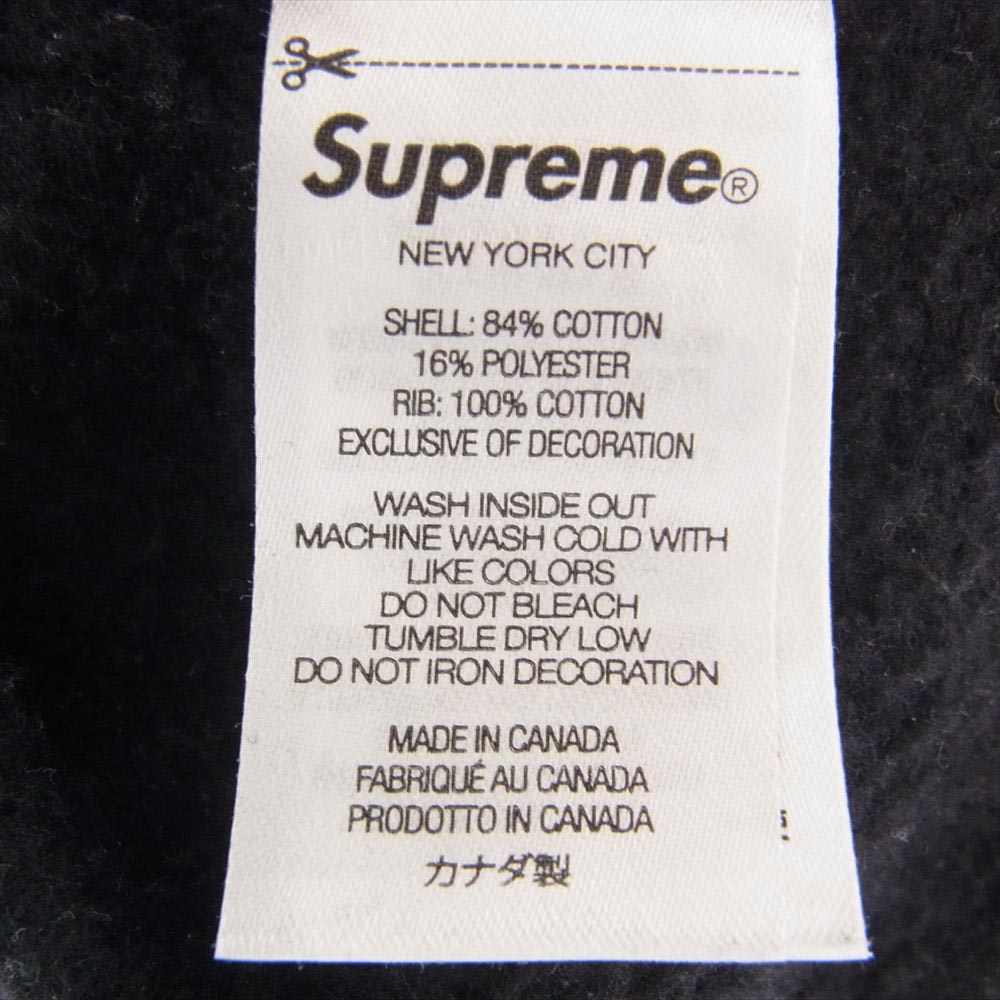 Supreme®
NEW YORK CITY
SHELL: 84% COTTON
16% POLYESTER
RIB: 100% COTTON
EXCLUSIVE OF DECORATION
WASH INSIDE OUT
MACHINE WASH COLD WITH
LIKE COLORS
DO NOT BLEACH
TUMBLE DRY LOW
DO NOT IRON DECORATION
MADE IN CANADA
FABRIQUÉ AU CANADA
PRODOTTO IN CANADA
カナダ製